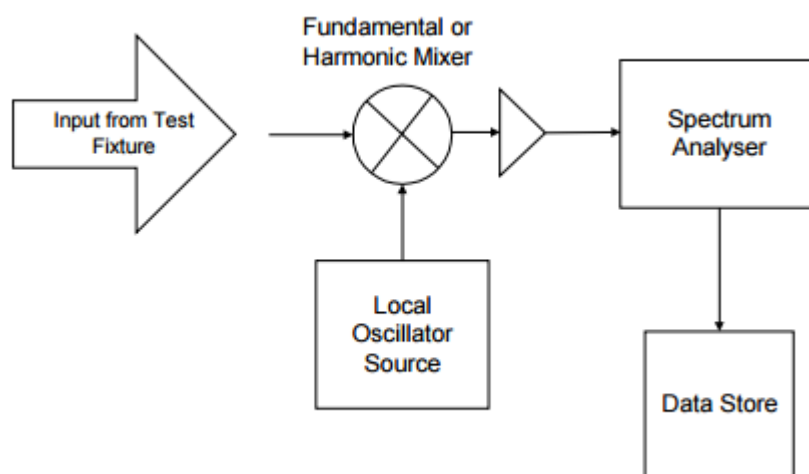 Fundamental or
Harmonic Mixer
Input from Test
Fixture
Spectrum
Analyser
Local
Oscillator
Source
Data Store